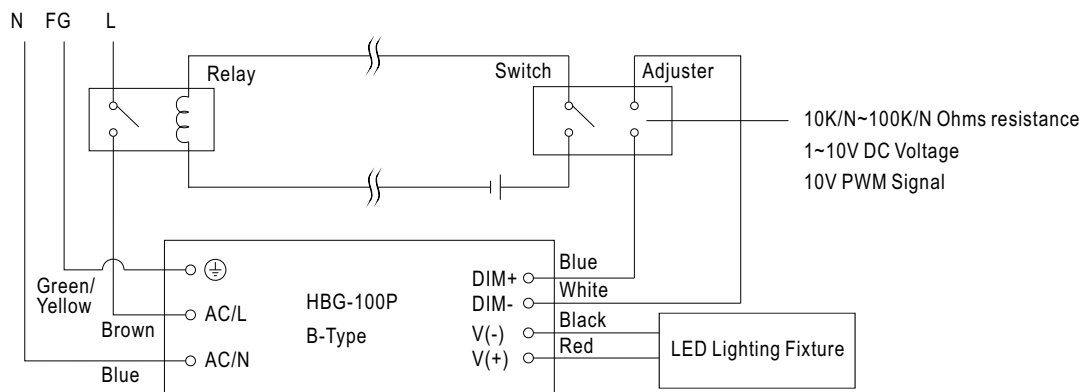 N FG L
Relay
Switch
Adjuster
10K/N~100K/N Ohms resistance
1~10V DC Voltage
10V PWM Signal
Green/
Yellow
Brown
Blue
AC/L
AC/N
HBG-100P
B-Type
DIM+
DIM-
V(-)
V(+)
Blue
White
Black
Red
LED Lighting Fixture